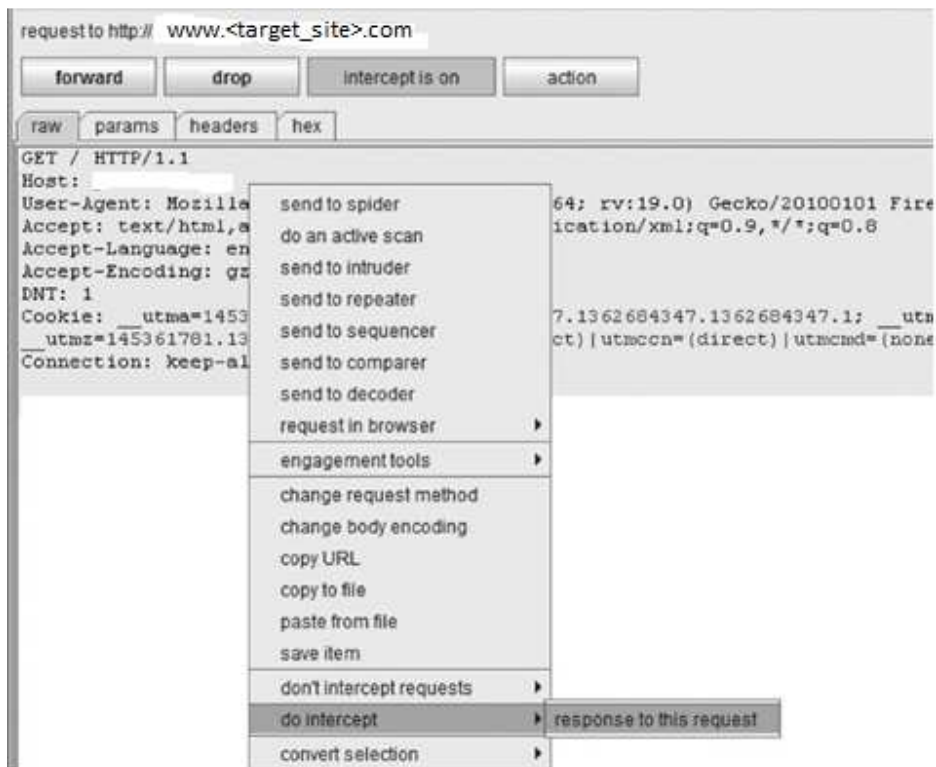 request to http:// www.<target_site>.com
forward drop intercept is on action
raw params headers hex
GET / HTTP/1.1
Host:
User-Agent: Mozilla 64; rv:19.0) Gecko/20100101 Fire
Accept: text/html,a ication/xml;q=0.9,*/*;q=0.8
Accept-Language: en
Accept-Encoding: gz
DNT: 1
Cookie: __utma=1453 7.1362684347.1362684347.1; __utm
__utmz=145361781.13 ct)|utmccn=(direct)|utmcmd=(none
Connection: keep-al
send to spider
do an active scan
send to intruder
send to repeater
send to sequencer
send to comparer
send to decoder
request in browser
engagement tools
change request method
change body encoding
copy URL
copy to file
paste from file
save item
don't intercept requests
do intercept response to this request
convert selection